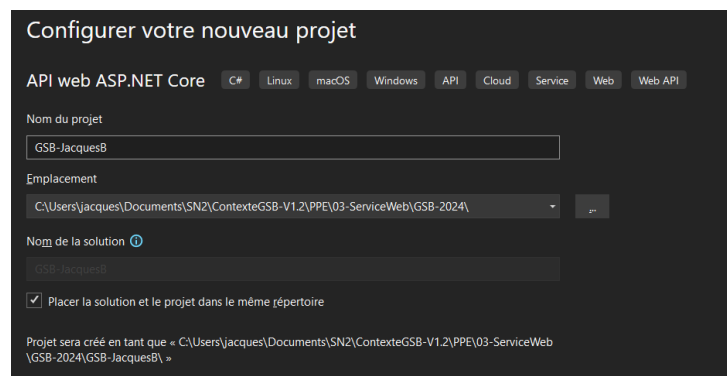 Configurer votre nouveau projet
API web ASP.NET Core C# Linux macOS Windows API Cloud Service Web Web API
Nom du projet
GSB-JacquesB
Emplacement
C:\Users\jacques\Documents\SN2\ContexteGSB-V1.2\PPE\03-ServiceWeb\GSB-2024\ ...
Nom de la solution
GSB-JacquesB
Placer la solution et le projet dans le même répertoire
Projet sera créé en tant que « C:\Users\jacques\Documents\SN2\ContexteGSB-V1.2\PPE\03-ServiceWeb
\GSB-2024\GSB-JacquesB\ »